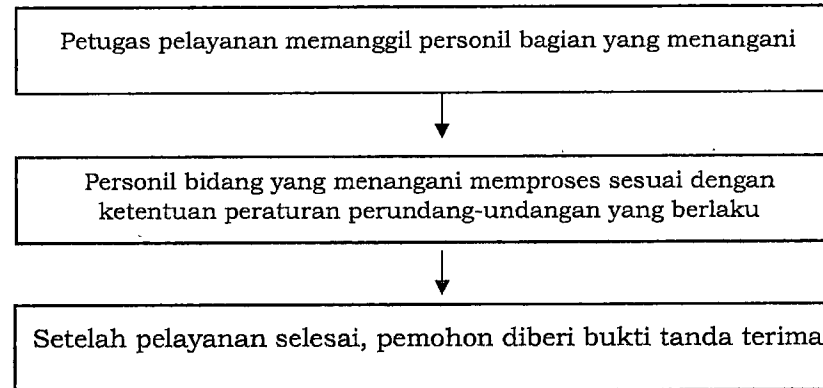 Petugas pelayanan memanggil personil bagian yang menangani
Personil bidang yang menangani memproses sesuai dengan
ketentuan peraturan perundang-undangan yang berlaku
Setelah pelayanan selesai, pemohon diberi bukti tanda terima